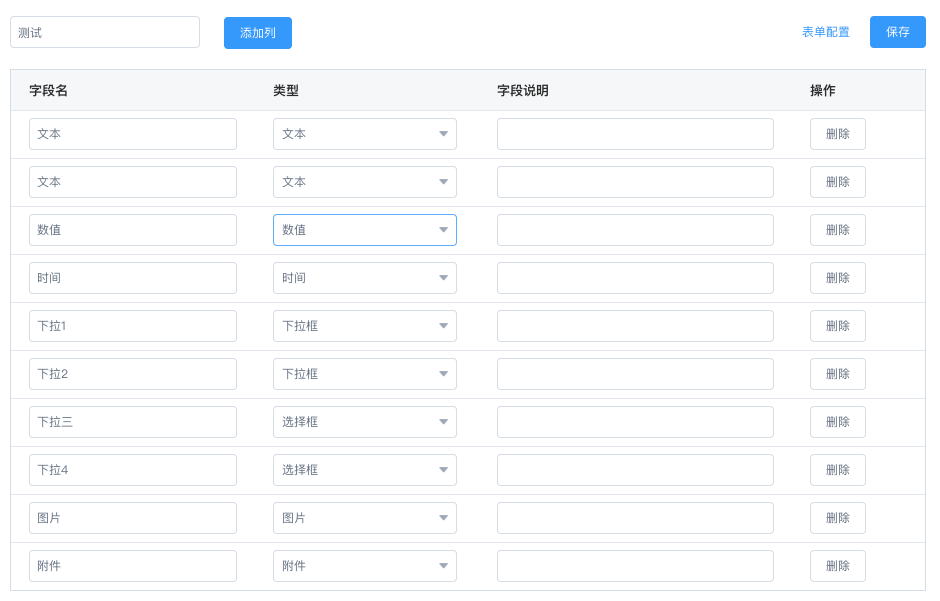 测试 添加列 表单配置 保存
字段名 类型 字段说明 操作
文本 文本 删除
文本 文本 删除
数值 数值 删除
时间 时间 删除
下拉1 下拉框 删除
下拉2 下拉框 删除
下拉三 选择框 删除
下拉4 选择框 删除
图片 图片 删除
附件 附件 删除